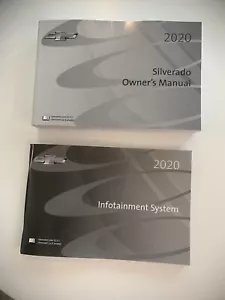 2020
Silverado
Owner's Manual
2020
Infotainment System